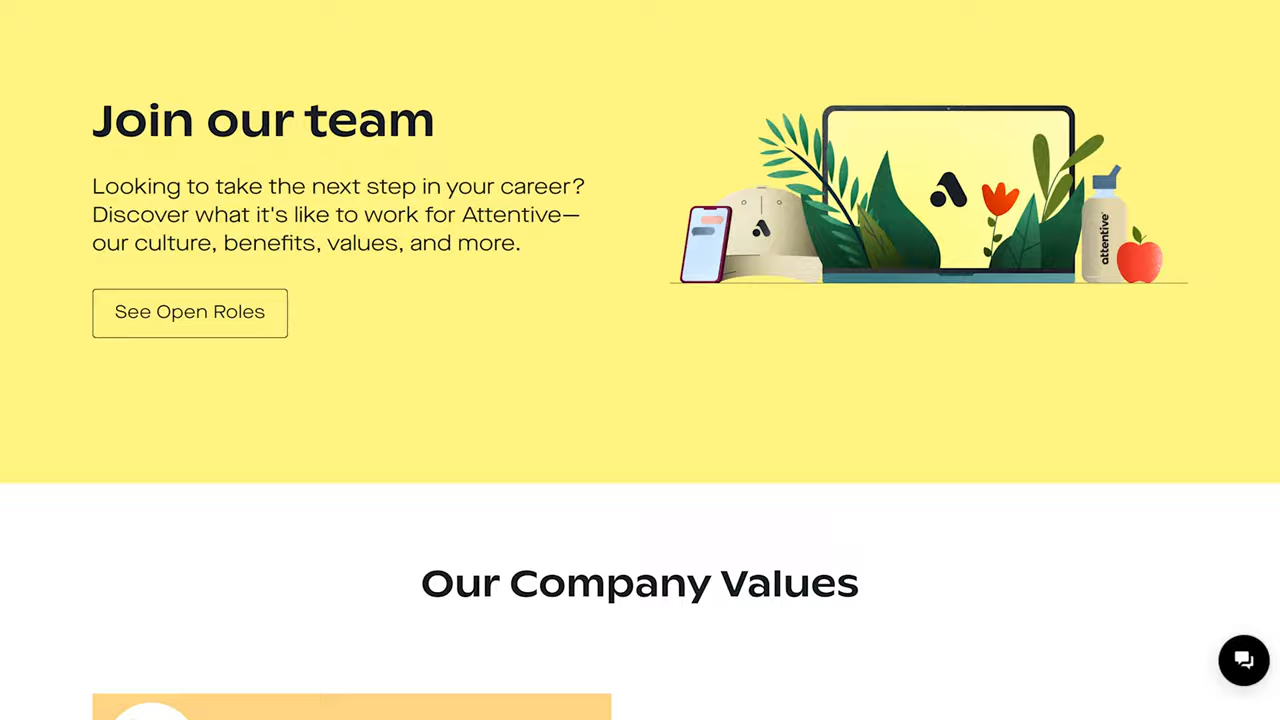 Join our team
Looking to take the next step in your career?
Discover what it's like to work for Attentive—
our culture, benefits, values, and more.
See Open Roles
attentive
Our Company Values